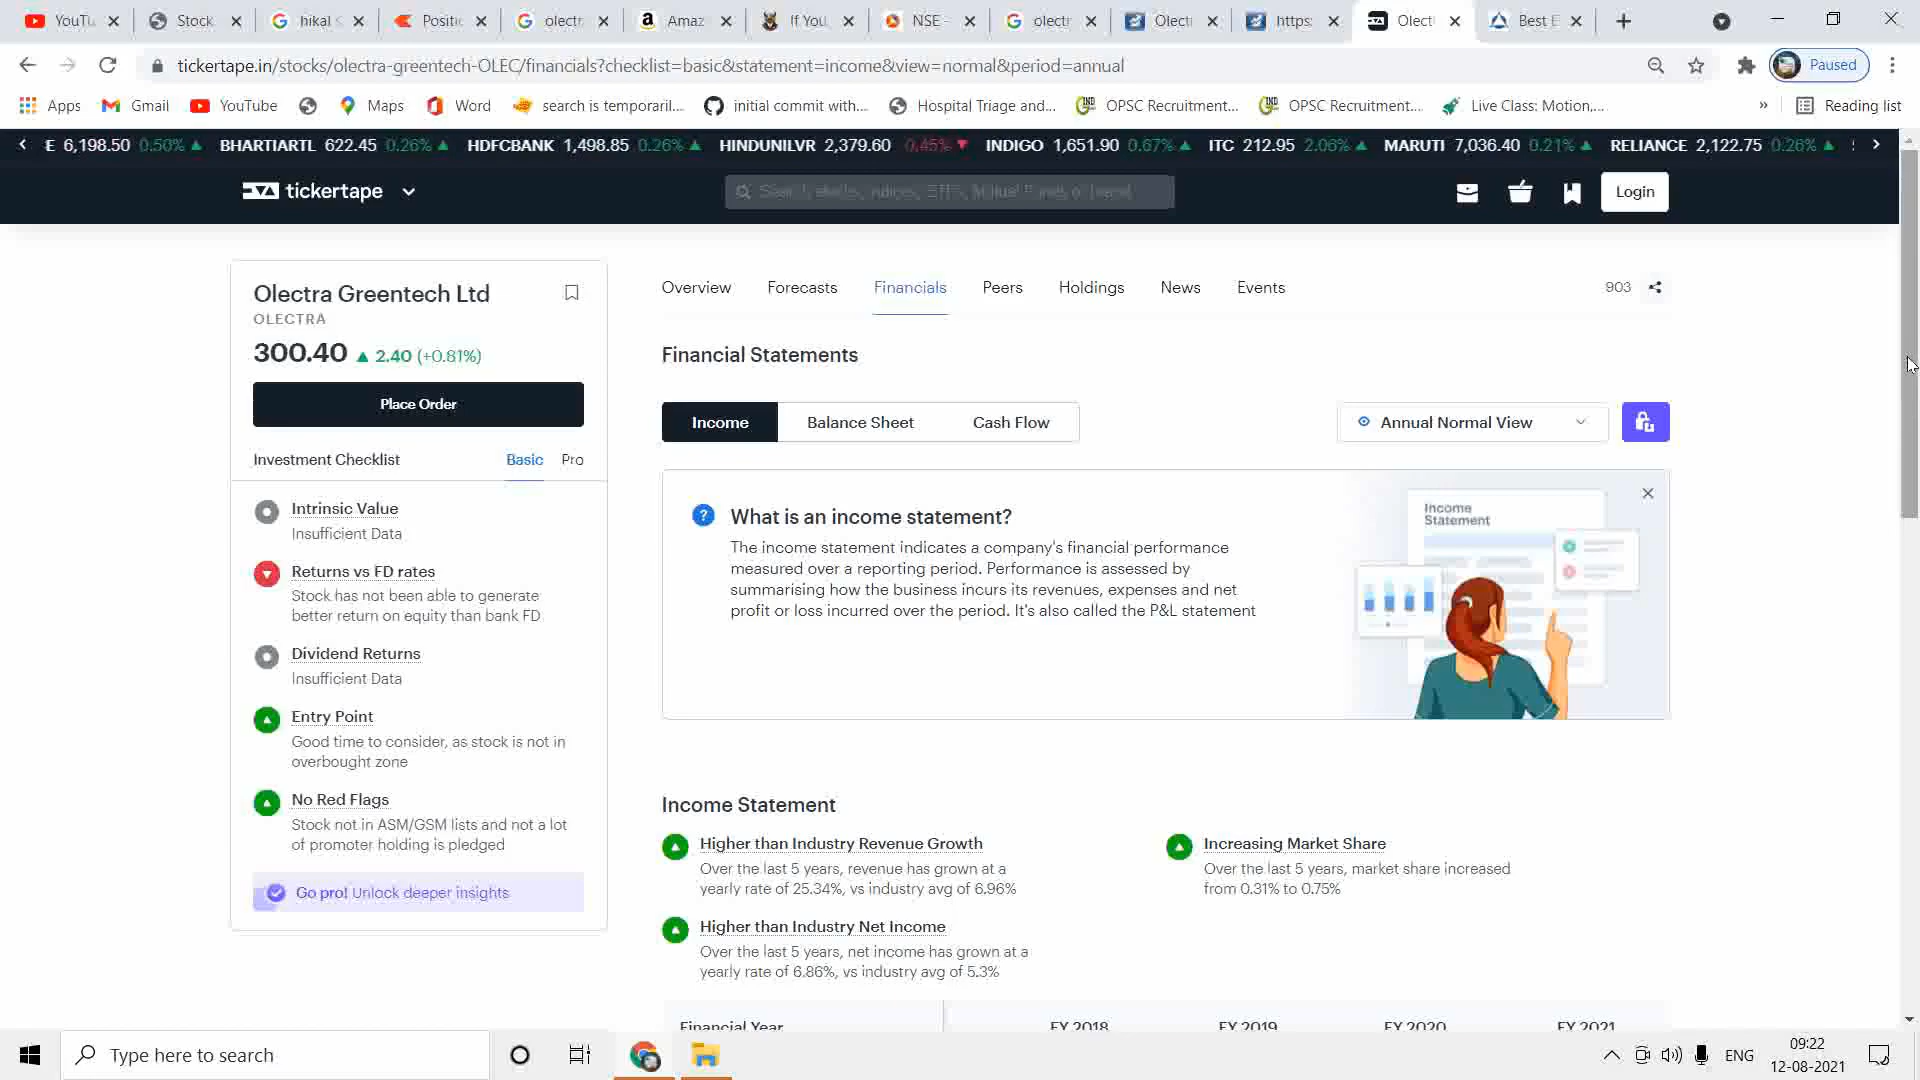 YouTu
Stock
hikal s
Positio
olectr
Amaz
If You
NSE -
olectr
Olectr
https:
Olect
Best E
tickertape.in/stocks/olectra-greentech-OLEC/financials?checklist=basic&statement=income&view=normal&period=annual
Paused
Apps
Gmail
YouTube
Maps
Word
search is temporaril...
initial commit with...
Hospital Triage and...
OPSC Recruitment...
OPSC Recruitment...
Live Class: Motion,...
»
Reading list
E 6,198.50 0.50% ▲ BHARTIARTL 622.45 0.26% ▲ HDFCBANK 1,498.85 0.26% ▲ HINDUNILVR 2,379.60 0.45% ▼ INDIGO 1,651.90 0.67% ▲ ITC 212.95 2.06% ▲ MARUTI 7,036.40 0.21% ▲ RELIANCE 2,122.75 0.26% ▲
tickertape
Search stocks, indices, ETFs, Mutual Funds or brand
Login
Olectra Greentech Ltd
OLECTRA
300.40 ▲ 2.40 (+0.81%)
Place Order
Investment Checklist
Basic
Pro
Intrinsic Value
Insufficient Data
Returns vs FD rates
Stock has not been able to generate
better return on equity than bank FD
Dividend Returns
Insufficient Data
Entry Point
Good time to consider, as stock is not in
overbought zone
No Red Flags
Stock not in ASM/GSM lists and not a lot
of promoter holding is pledged
Go pro! Unlock deeper insights
Overview
Forecasts
Financials
Peers
Holdings
News
Events
903
Financial Statements
Income
Balance Sheet
Cash Flow
Annual Normal View
What is an income statement?
The income statement indicates a company's financial performance
measured over a reporting period. Performance is assessed by
summarising how the business incurs its revenues, expenses and net
profit or loss incurred over the period. It's also called the P&L statement
Income
Statement
Income Statement
Higher than Industry Revenue Growth
Over the last 5 years, revenue has grown at a
yearly rate of 25.34%, vs industry avg of 6.96%
Increasing Market Share
Over the last 5 years, market share increased
from 0.31% to 0.75%
Higher than Industry Net Income
Over the last 5 years, net income has grown at a
yearly rate of 6.86%, vs industry avg of 5.3%
Financial Year
FY 2018
FY 2019
FY 2020
FY 2021
Type here to search
ENG
09:22
12-08-2021